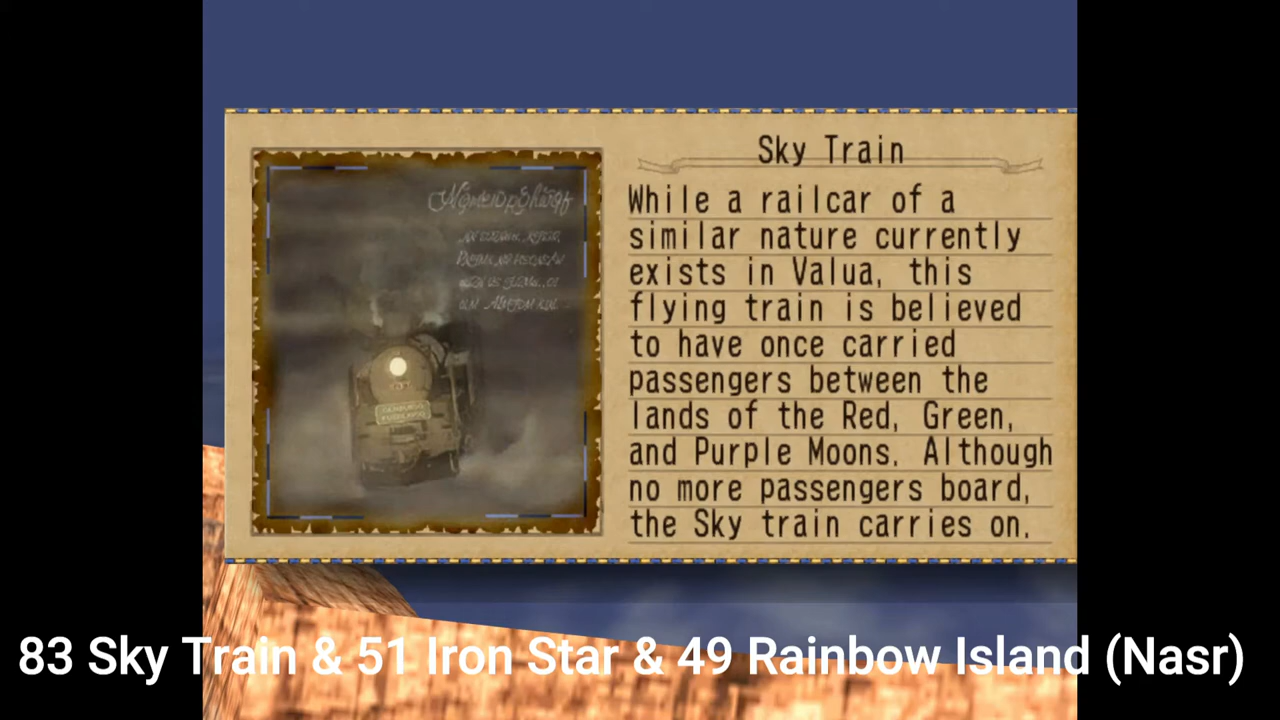 Sky Train
While a railcar of a
similar nature currently
exists in Valua, this
flying train is believed
to have once carried
passengers between the
lands of the Red, Green,
and Purple Moons. Although
no more passengers board,
the Sky train carries on.
83 Sky Train & 51 Iron Star & 49 Rainbow Island (Nasr)